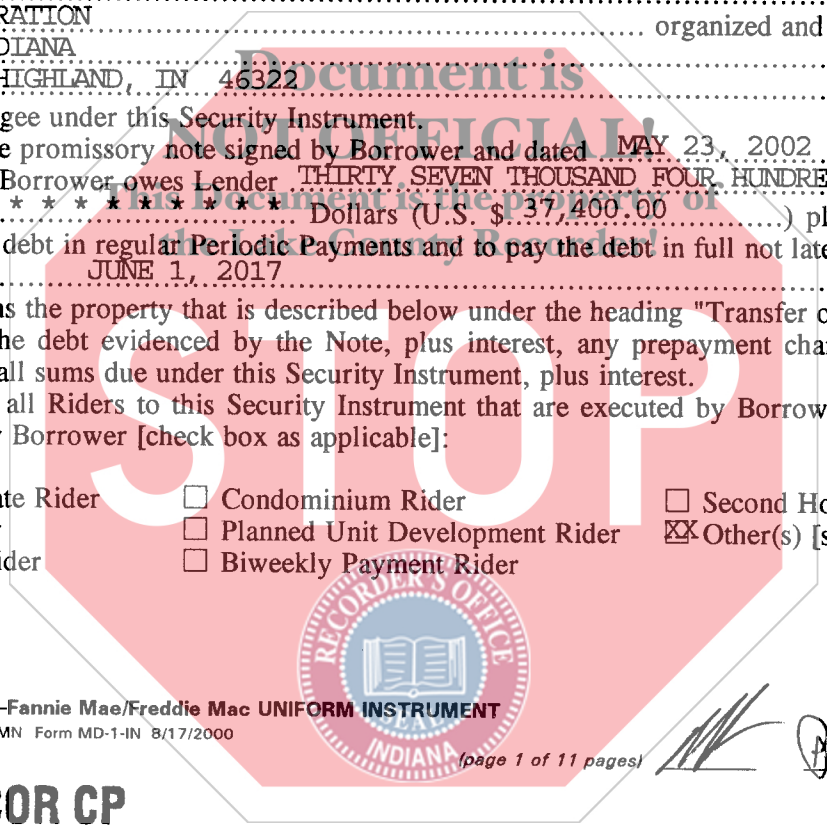 RATION
organized and
DIANA
HIGHLAND, IN 46322
Document is
gee under this Security Instrument.
NOT OFFICIAL!
e promissory note signed by Borrower and dated MAY 23, 2002
Borrower owes Lender THIRTY SEVEN THOUSAND FOUR HUNDRE
This Document is the property of
* * * * * * * * * Dollars (U.S. $ 37,400.00 ) pl
the Lake County Recorder!
debt in regular Periodic Payments and to pay the debt in full not late
JUNE 1, 2017
as the property that is described below under the heading "Transfer o
he debt evidenced by the Note, plus interest, any prepayment cha
all sums due under this Security Instrument, plus interest.
all Riders to this Security Instrument that are executed by Borrow
Borrower [check box as applicable]:
STOP
te Rider ☐ Condominium Rider ☐ Second Ho
☐ Planned Unit Development Rider XX Other(s) [s
ider ☐ Biweekly Payment Rider
RECORDER'S OFFICE
SEAL
INDIANA
-Fannie Mae/Freddie Mac UNIFORM INSTRUMENT
MN Form MD-1-IN 8/17/2000
(page 1 of 11 pages)
COR CP